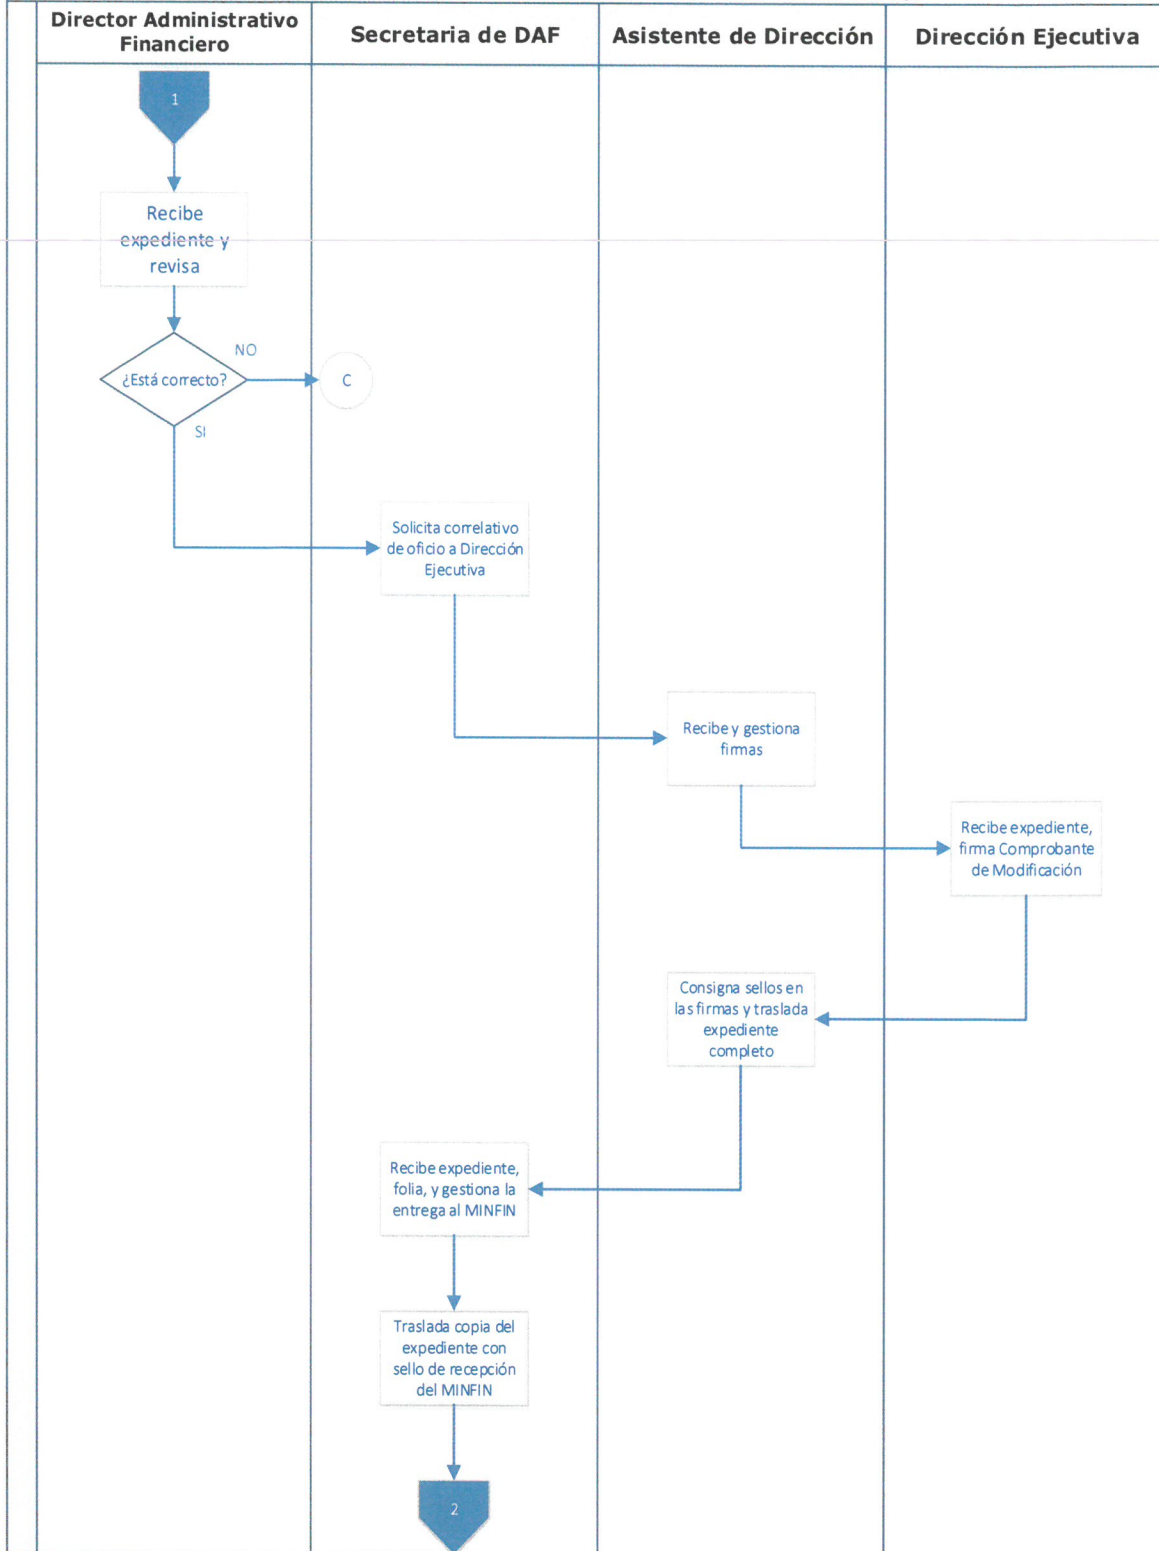 Director Administrativo
Financiero
Secretaria de DAF
Asistente de Dirección
Dirección Ejecutiva
1
Recibe
expediente y
revisa
¿Está correcto?
NO
C
SI
Solicita correlativo
de oficio a Dirección
Ejecutiva
Recibe y gestiona
firmas
Recibe expediente,
firma Comprobante
de Modificación
Consigna sellos en
las firmas y traslada
expediente
completo
Recibe expediente,
folia, y gestiona la
entrega al MINFIN
Traslada copia del
expediente con
sello de recepción
del MINFIN
2